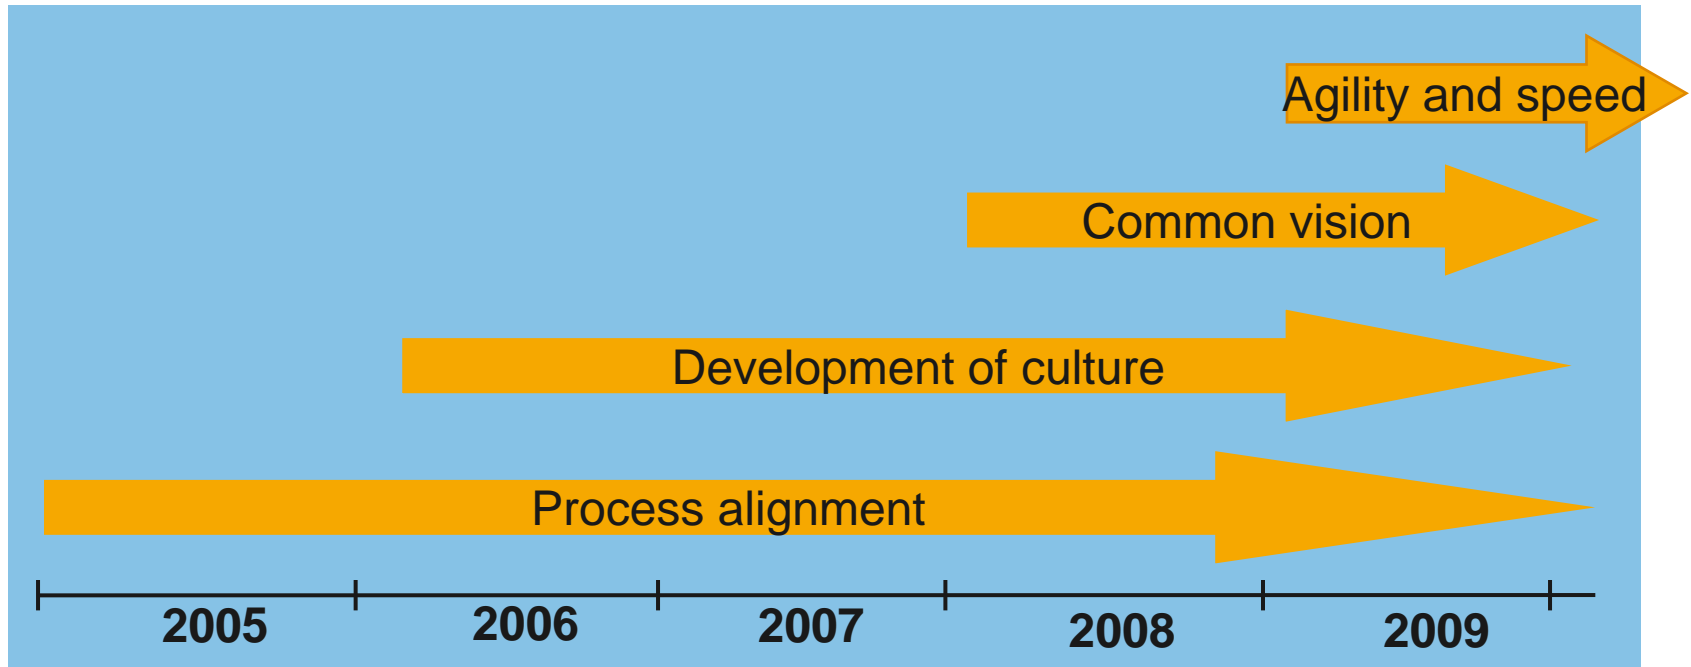 Agility and speed
Common vision
Development of culture
Process alignment
2005 2006 2007 2008 2009